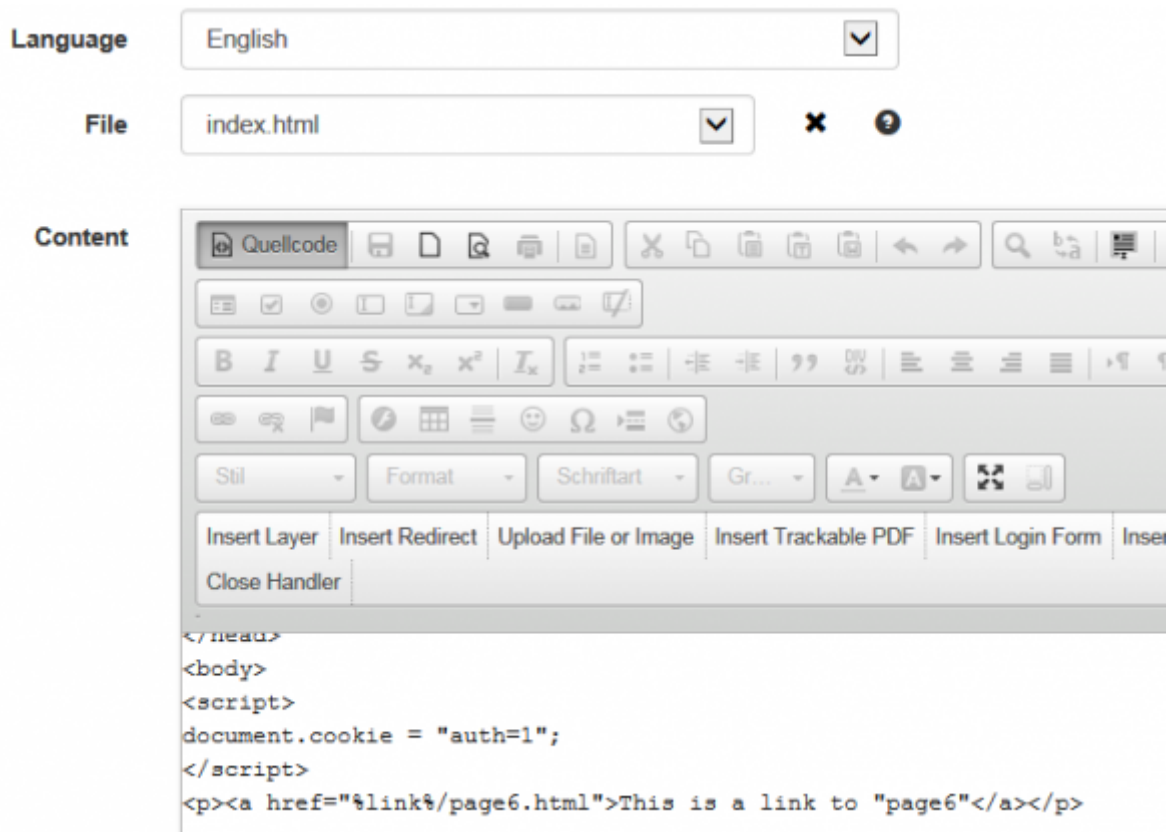 Language English
File index.html
Content Quellcode
Stil Format Schriftart Gr...
Insert Layer Insert Redirect Upload File or Image Insert Trackable PDF Insert Login Form
Close Handler
</head>
<body>
<script>
document.cookie = "auth=1";
</script>
<p><a href="%link%/page6.html">This is a link to "page6"</a></p>